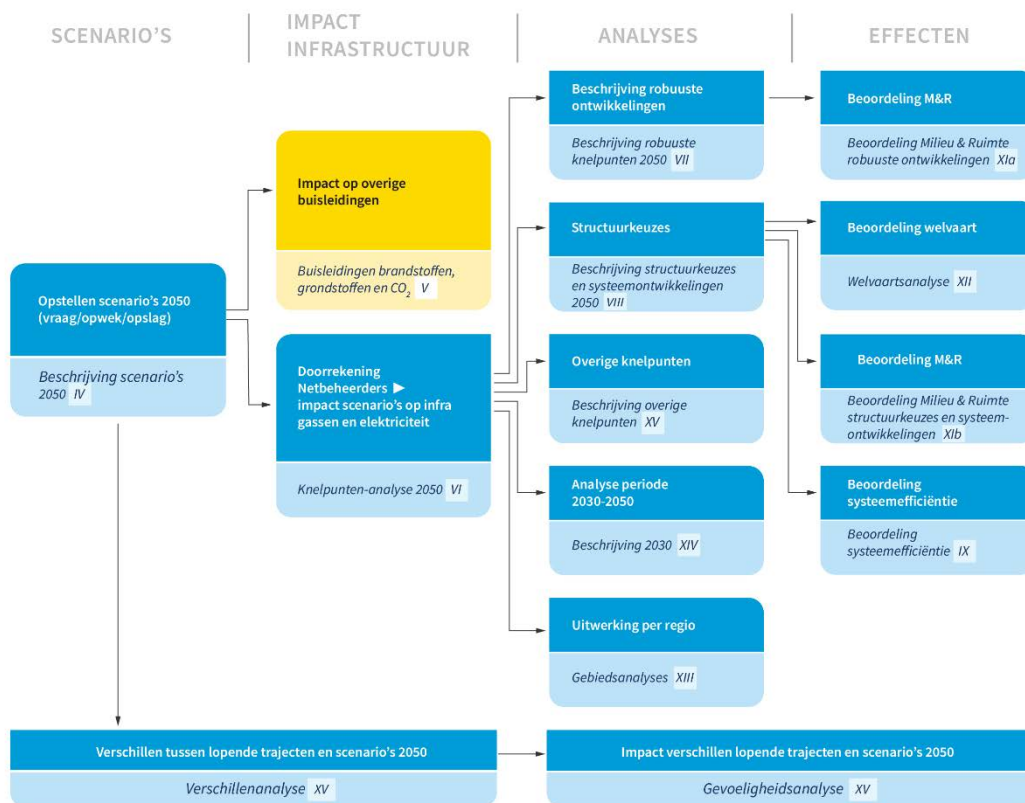 SCENARIO’S
IMPACT
INFRASTRUCTUUR
ANALYSES
EFFECTEN
Opstellen scenario’s 2050
(vraag/opwek/opslag)
Beschrijving scenario’s
2050 IV
Impact op overige
buisleidingen
Buisleidingen brandstoffen,
grondstoffen en CO₂ V
Doorrekening
Netbeheerders ►
impact scenario’s op infra
gassen en elektriciteit
Knelpunten-analyse 2050 VI
Beschrijving robuuste
ontwikkelingen
Beschrijving robuuste
knelpunten 2050 VII
Structuurkeuzes
Beschrijving structuurkeuzes
en systeemontwikkelingen
2050 VIII
Overige knelpunten
Beschrijving overige
knelpunten XV
Analyse periode
2030-2050
Beschrijving 2030 XIV
Uitwerking per regio
Gebiedsanalyses XIII
Beoordeling M&R
Beoordeling Milieu & Ruimte
robuuste ontwikkelingen XIa
Beoordeling welvaart
Welvaartsanalyse XII
Beoordeling M&R
Beoordeling Milieu & Ruimte
structuurkeuzes en systeem-
ontwikkelingen XIb
Beoordeling
systeemefficiëntie
Beoordeling
systeemefficiëntie IX
Verschillen tussen lopende trajecten en scenario’s 2050
Verschillenanalyse XV
Impact verschillen lopende trajecten en scenario’s 2050
Gevoeligheidsanalyse XV